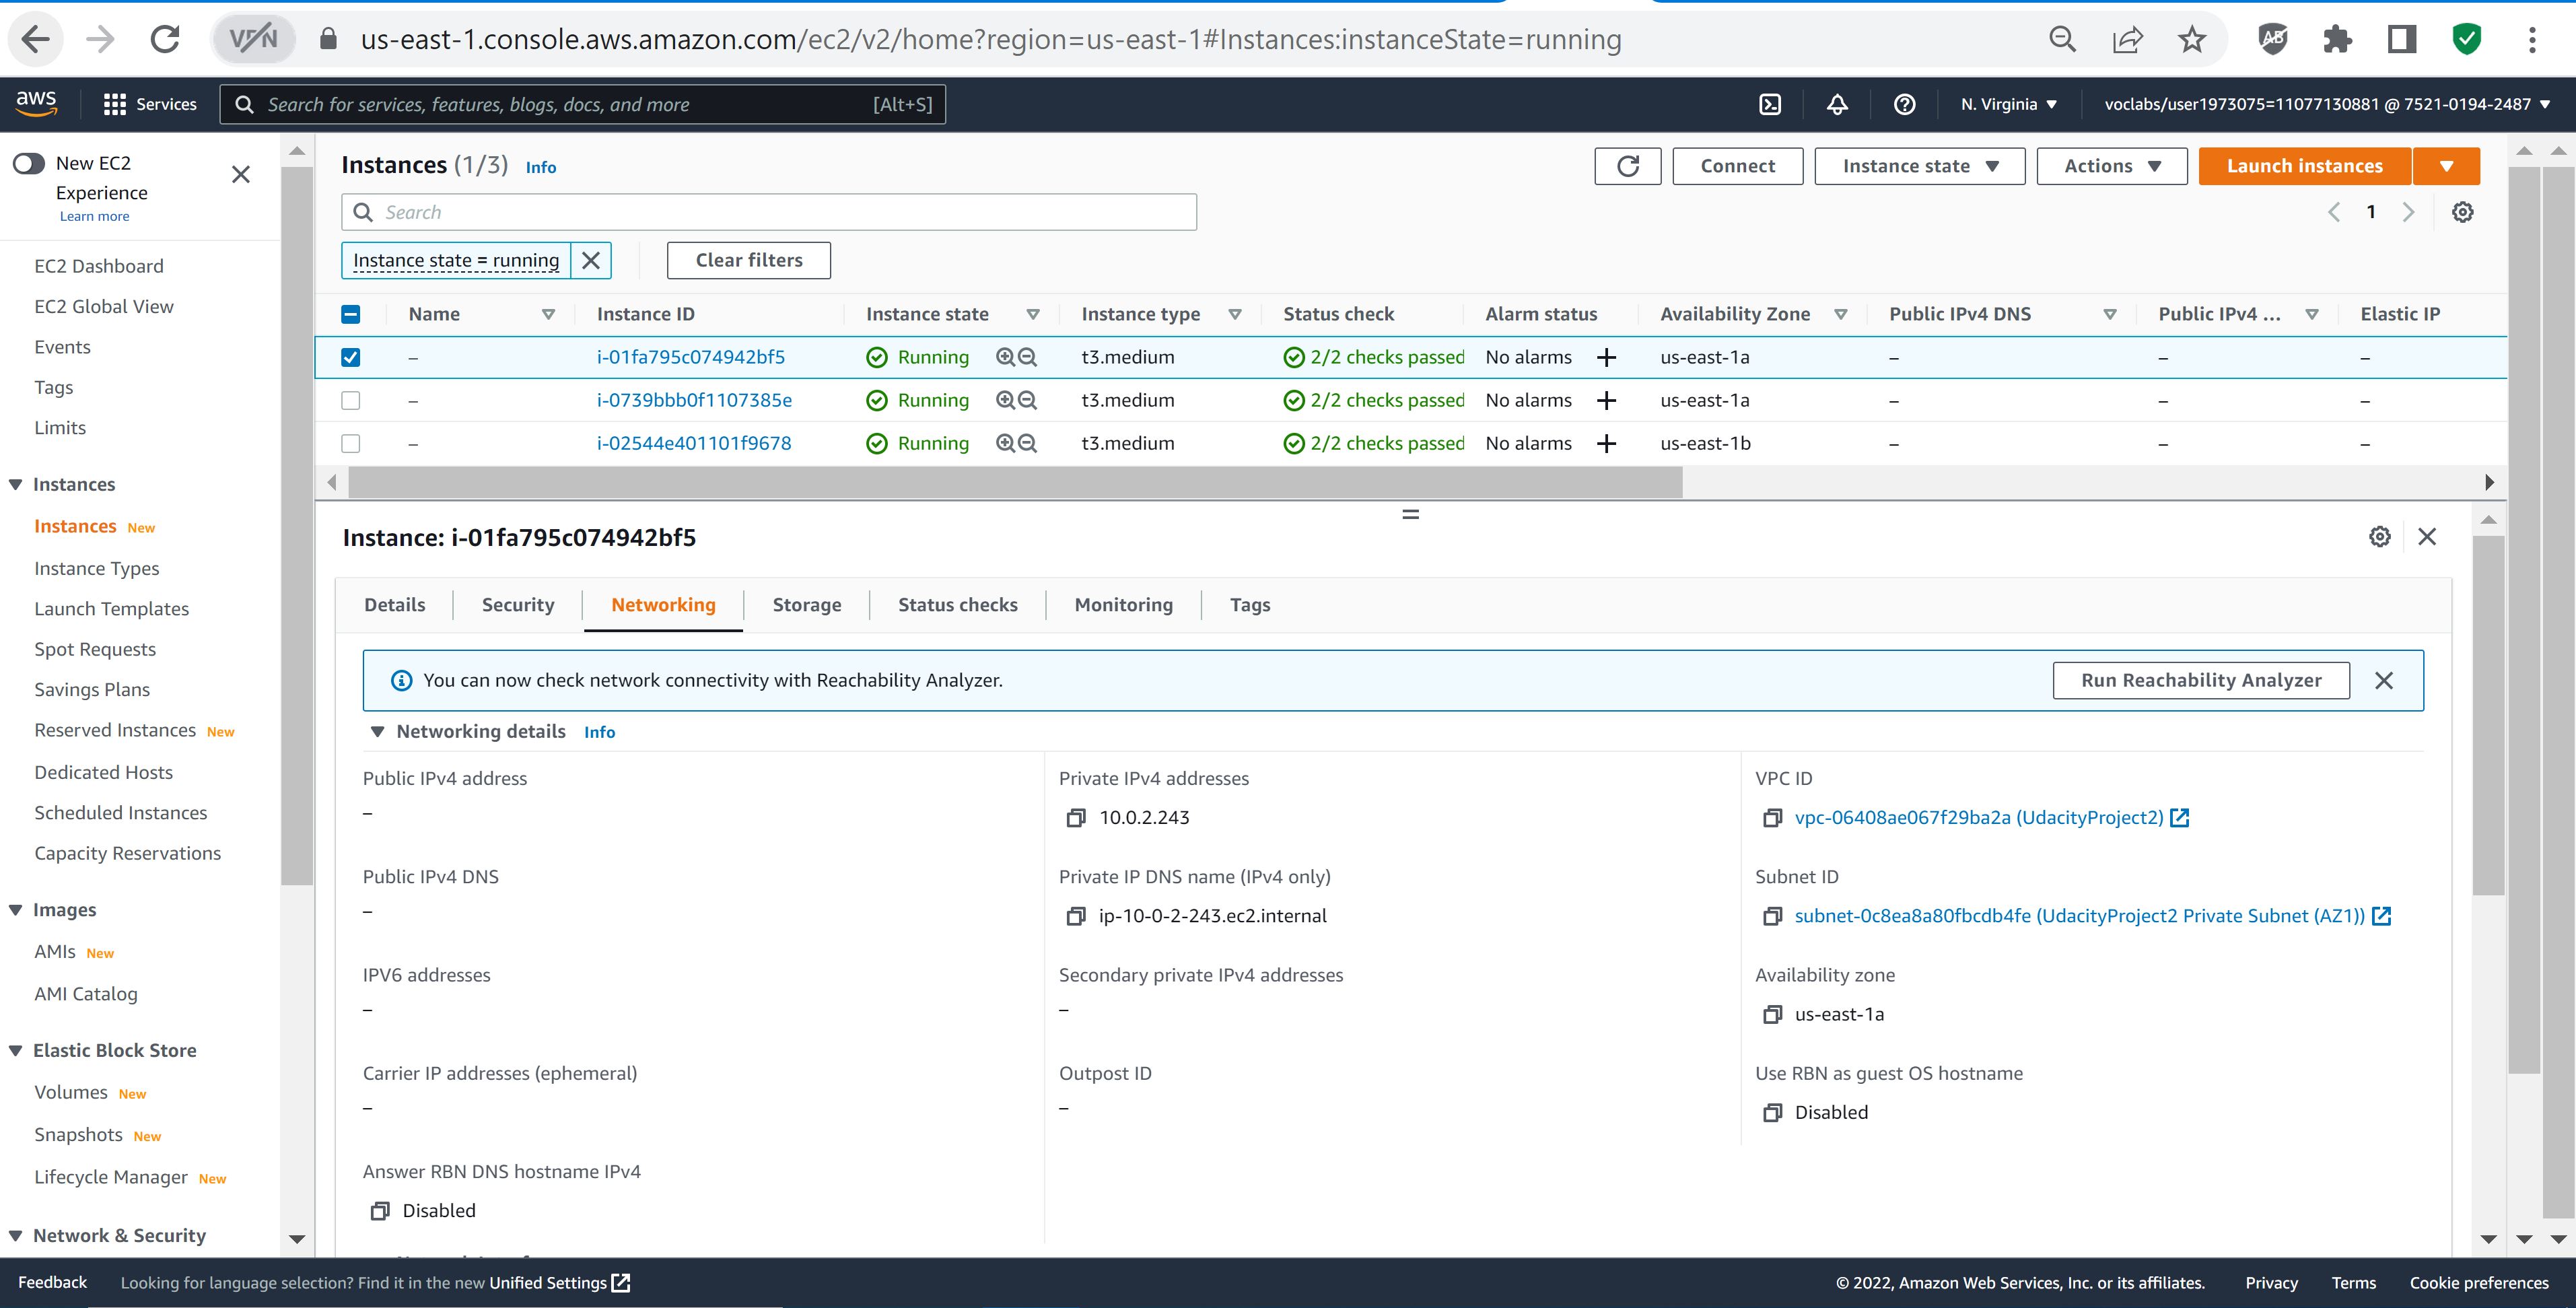 VPN
us-east-1.console.aws.amazon.com/ec2/v2/home?region=us-east-1#Instances:instanceState=running
AB
aws
Services
Search for services, features, blogs, docs, and more
[Alt+S]
N. Virginia
voclabs/user1973075=11077130881 @ 7521-0194-2487
New EC2
Experience
Learn more
EC2 Dashboard
EC2 Global View
Events
Tags
Limits
Instances
Instances New
Instance Types
Launch Templates
Spot Requests
Savings Plans
Reserved Instances New
Dedicated Hosts
Scheduled Instances
Capacity Reservations
Images
AMIs New
AMI Catalog
Elastic Block Store
Volumes New
Snapshots New
Lifecycle Manager New
Network & Security
Instances (1/3) Info
Connect
Instance state
Actions
Launch instances
Search
1
Instance state = running
Clear filters
Name Instance ID Instance state Instance type Status check Alarm status Availability Zone Public IPv4 DNS Public IPv4 ... Elastic IP
– i-01fa795c074942bf5 Running t3.medium 2/2 checks passed No alarms + us-east-1a – – –
– i-0739bbb0f1107385e Running t3.medium 2/2 checks passed No alarms + us-east-1a – – –
– i-02544e401101f9678 Running t3.medium 2/2 checks passed No alarms + us-east-1b – – –
Instance: i-01fa795c074942bf5
Details Security Networking Storage Status checks Monitoring Tags
You can now check network connectivity with Reachability Analyzer.
Run Reachability Analyzer
Networking details Info
Public IPv4 address
–
Public IPv4 DNS
–
IPV6 addresses
–
Carrier IP addresses (ephemeral)
–
Answer RBN DNS hostname IPv4
Disabled
Private IPv4 addresses
10.0.2.243
Private IP DNS name (IPv4 only)
ip-10-0-2-243.ec2.internal
Secondary private IPv4 addresses
–
Outpost ID
–
VPC ID
vpc-06408ae067f29ba2a (UdacityProject2)
Subnet ID
subnet-0c8ea8a80fbcdb4fe (UdacityProject2 Private Subnet (AZ1))
Availability zone
us-east-1a
Use RBN as guest OS hostname
Disabled
Feedback
Looking for language selection? Find it in the new Unified Settings
© 2022, Amazon Web Services, Inc. or its affiliates.
Privacy
Terms
Cookie preferences